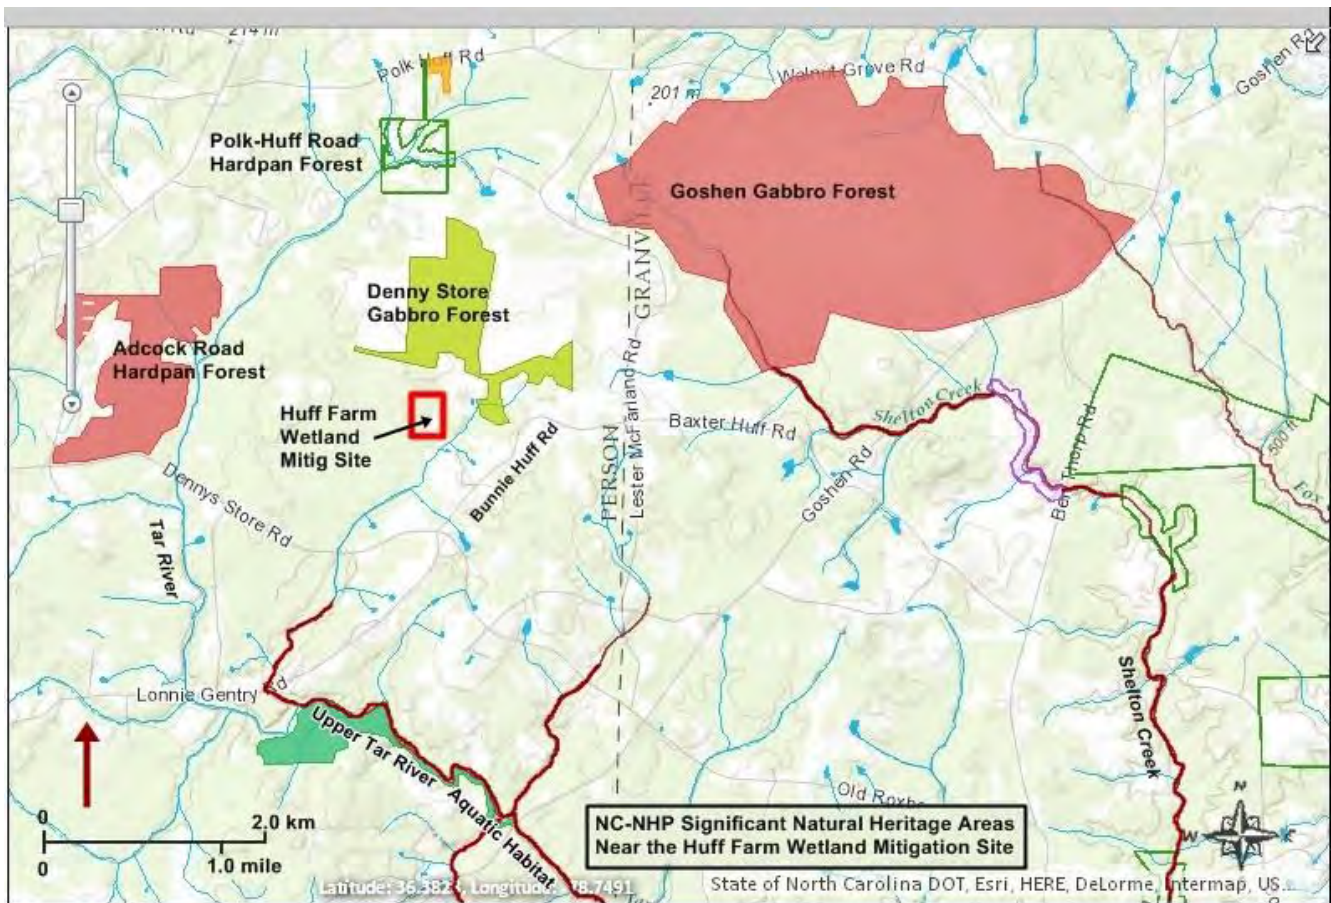 214 m
Polk Huff Rd
Walnut Grove Rd
Goshen Rd
201 m
Polk-Huff Road
Hardpan Forest
Goshen Gabbro Forest
GRANVILLE
Denny Store
Gabbro Forest
Adcock Road
Hardpan Forest
Lester McFarland Rd
PERSON
Huff Farm
Wetland
Mitig Site
Baxter Huff Rd
Shelton Creek
Bunnie Huff Rd
Goshen Rd
Thorp Rd
500 ft
Fox
Dennys Store Rd
Tar River
Lonnie Gentry
Upper Tar River Aquatic Habitat
Shelton Creek
Old
N
W
0
2.0 km
0
1.0 mile
NC-NHP Significant Natural Heritage Areas
Near the Huff Farm Wetland Mitigation Site
State of North Carolina DOT, Esri, HERE, DeLorme, Intermap, US...